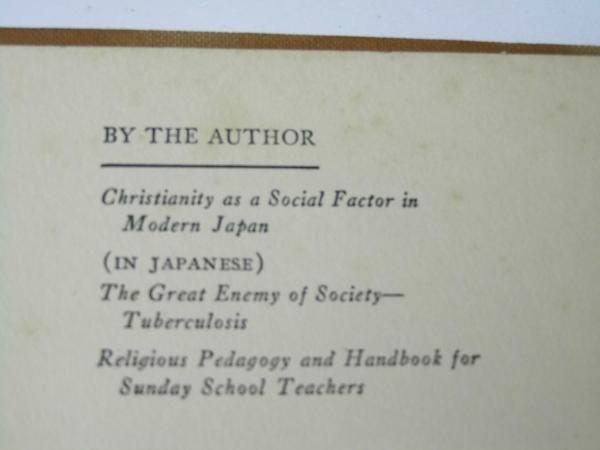 BY THE AUTHOR
Christianity as a Social Factor in
Modern Japan
(IN JAPANESE)
The Great Enemy of Society—
Tuberculosis
Religious Pedagogy and Handbook for
Sunday School Teachers